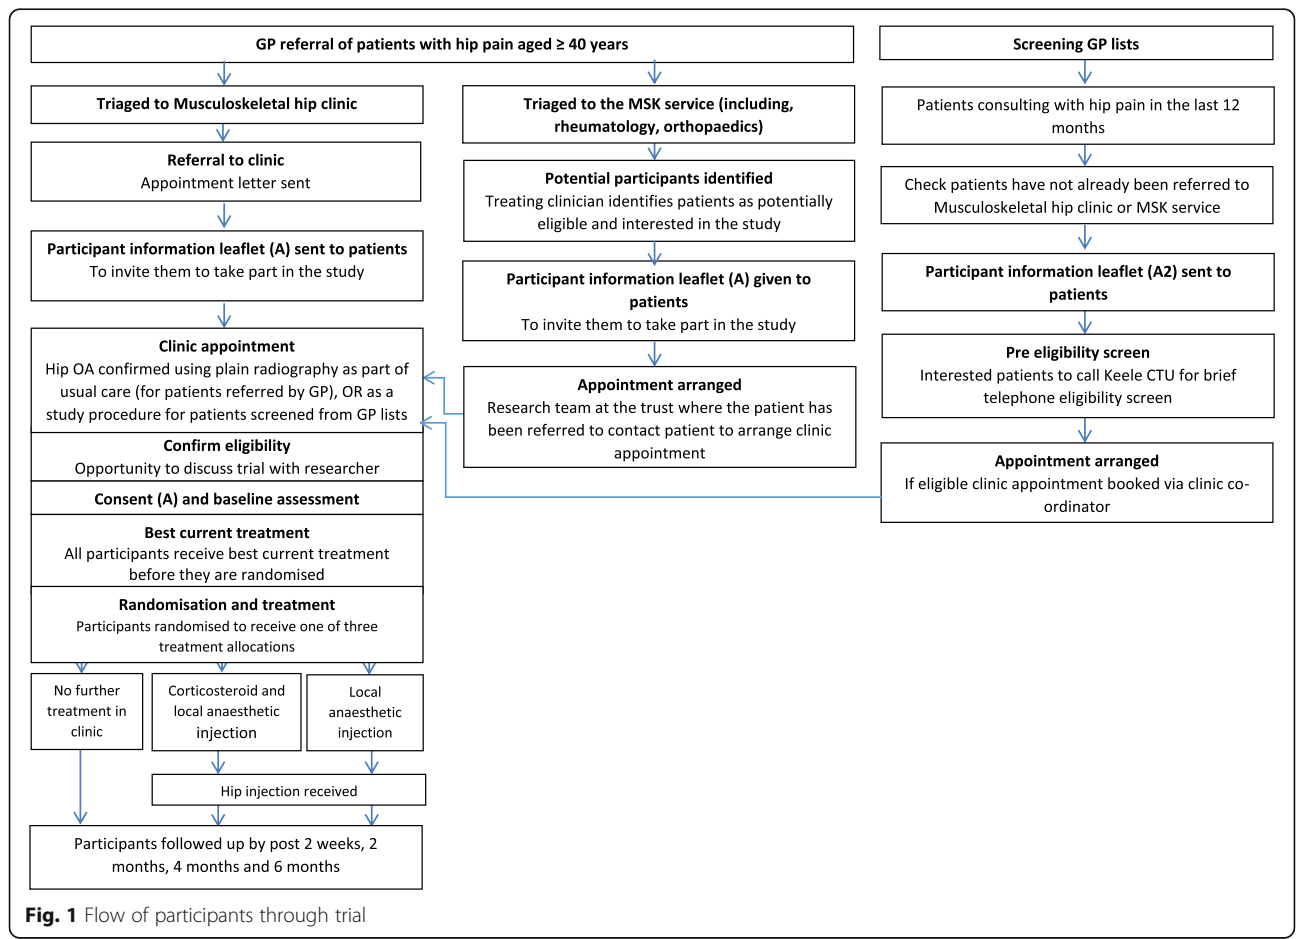 GP referral of patients with hip pain aged ≥ 40 years
Triaged to Musculoskeletal hip clinic
Referral to clinic
Appointment letter sent
Participant information leaflet (A) sent to patients
To invite them to take part in the study
Clinic appointment
Hip OA confirmed using plain radiography as part of
usual care (for patients referred by GP), OR as a
study procedure for patients screened from GP lists
Confirm eligibility
Opportunity to discuss trial with researcher
Consent (A) and baseline assessment
Best current treatment
All participants receive best current treatment
before they are randomised
Randomisation and treatment
Participants randomised to receive one of three
treatment allocations
No further
treatment in
clinic
Corticosteroid and
local anaesthetic
injection
Local
anaesthetic
injection
Hip injection received
Participants followed up by post 2 weeks, 2
months, 4 months and 6 months
Triaged to the MSK service (including,
rheumatology, orthopaedics)
Potential participants identified
Treating clinician identifies patients as potentially
eligible and interested in the study
Participant information leaflet (A) given to
patients
To invite them to take part in the study
Appointment arranged
Research team at the trust where the patient has
been referred to contact patient to arrange clinic
appointment
Screening GP lists
Patients consulting with hip pain in the last 12
months
Check patients have not already been referred to
Musculoskeletal hip clinic or MSK service
Participant information leaflet (A2) sent to
patients
Pre eligibility screen
Interested patients to call Keele CTU for brief
telephone eligibility screen
Appointment arranged
If eligible clinic appointment booked via clinic co-
ordinator
Fig. 1 Flow of participants through trial